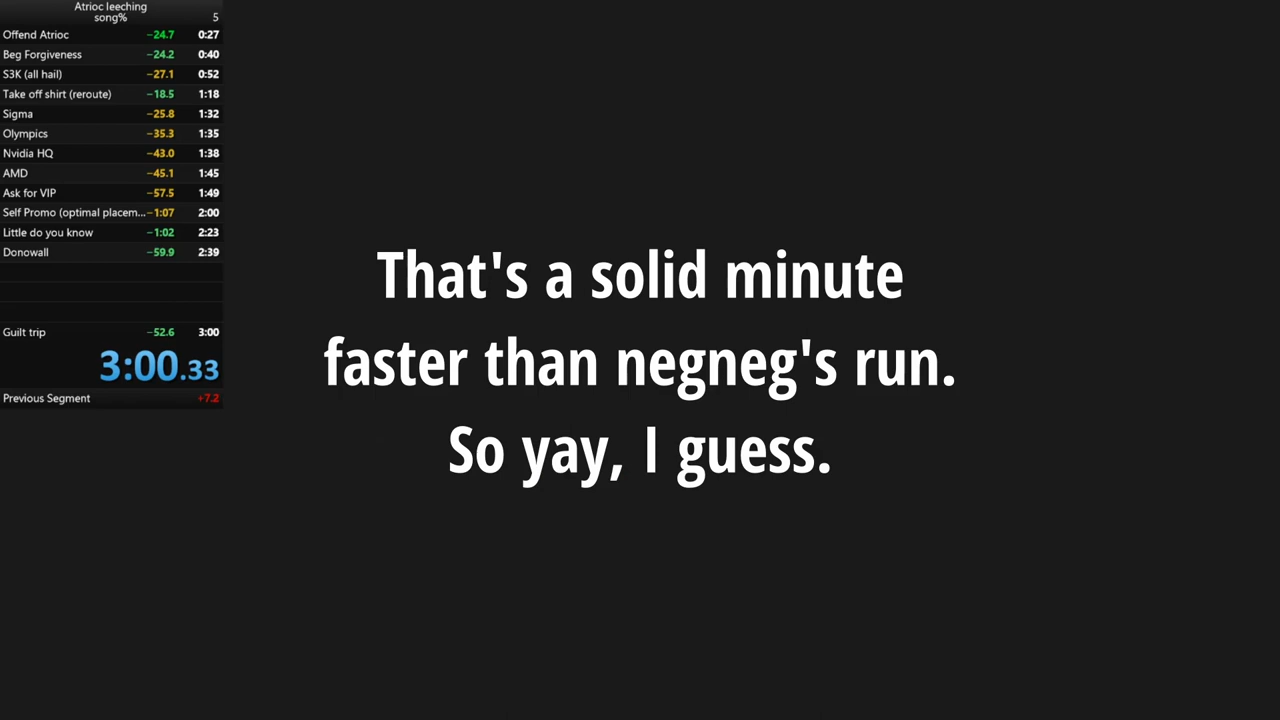 Atrioc leeching
song%
5
Offend Atrioc −24.7 0:27
Beg Forgiveness −24.2 0:40
S3K (all hail) −27.1 0:52
Take off shirt (reroute) −18.5 1:18
Sigma −25.8 1:32
Olympics −35.3 1:35
Nvidia HQ −43.0 1:38
AMD −45.1 1:45
Ask for VIP −57.5 1:49
Self Promo (optimal placem... −1:07 2:00
Little do you know −1:02 2:23
Donowall −59.9 2:39
Guilt trip −52.6 3:00
3:00.33
Previous Segment +7.2
That's a solid minute
faster than negneg's run.
So yay, I guess.